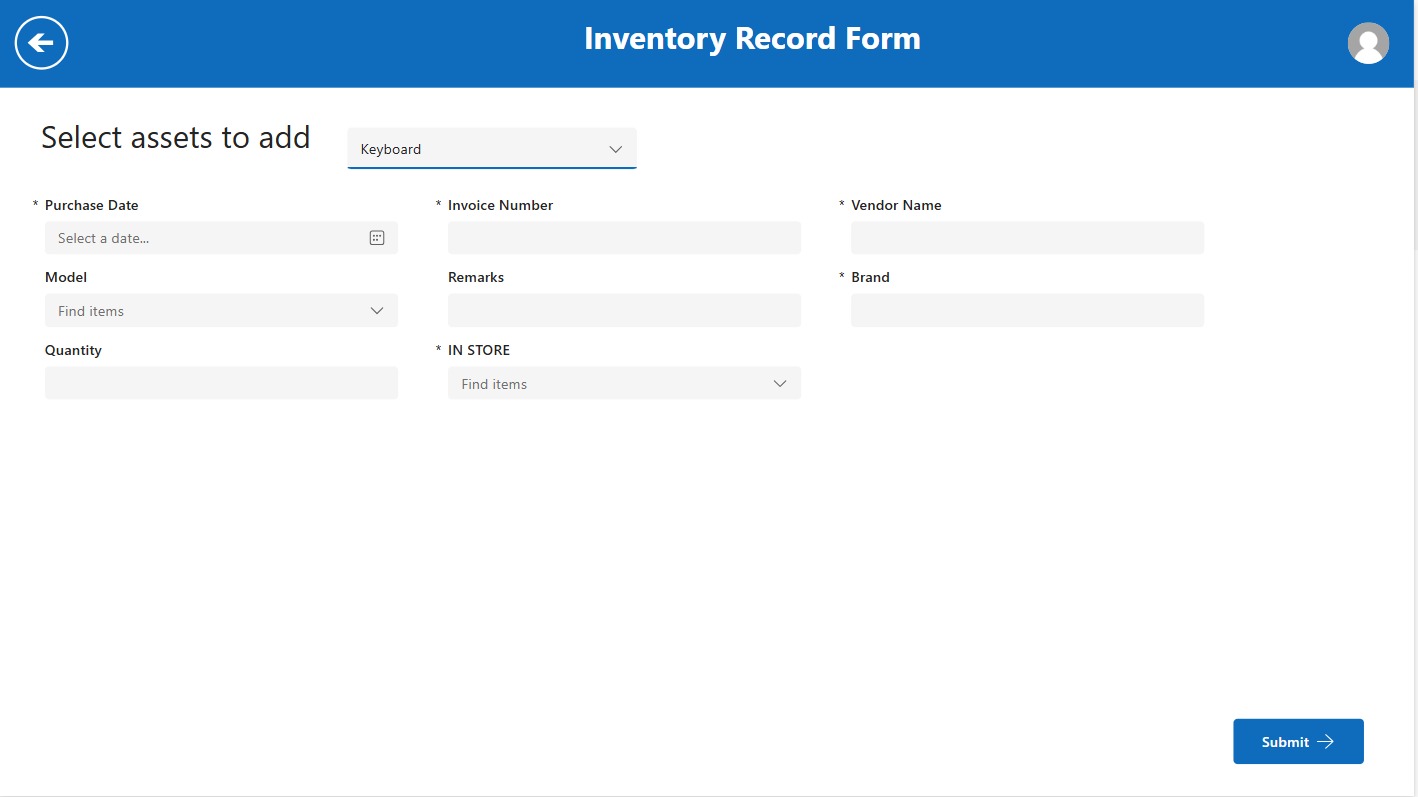 Inventory Record Form
Select assets to add
Keyboard
* Purchase Date
* Invoice Number
* Vendor Name
Select a date...
Model
Remarks
* Brand
Find items
Quantity
* IN STORE
Find items
Submit